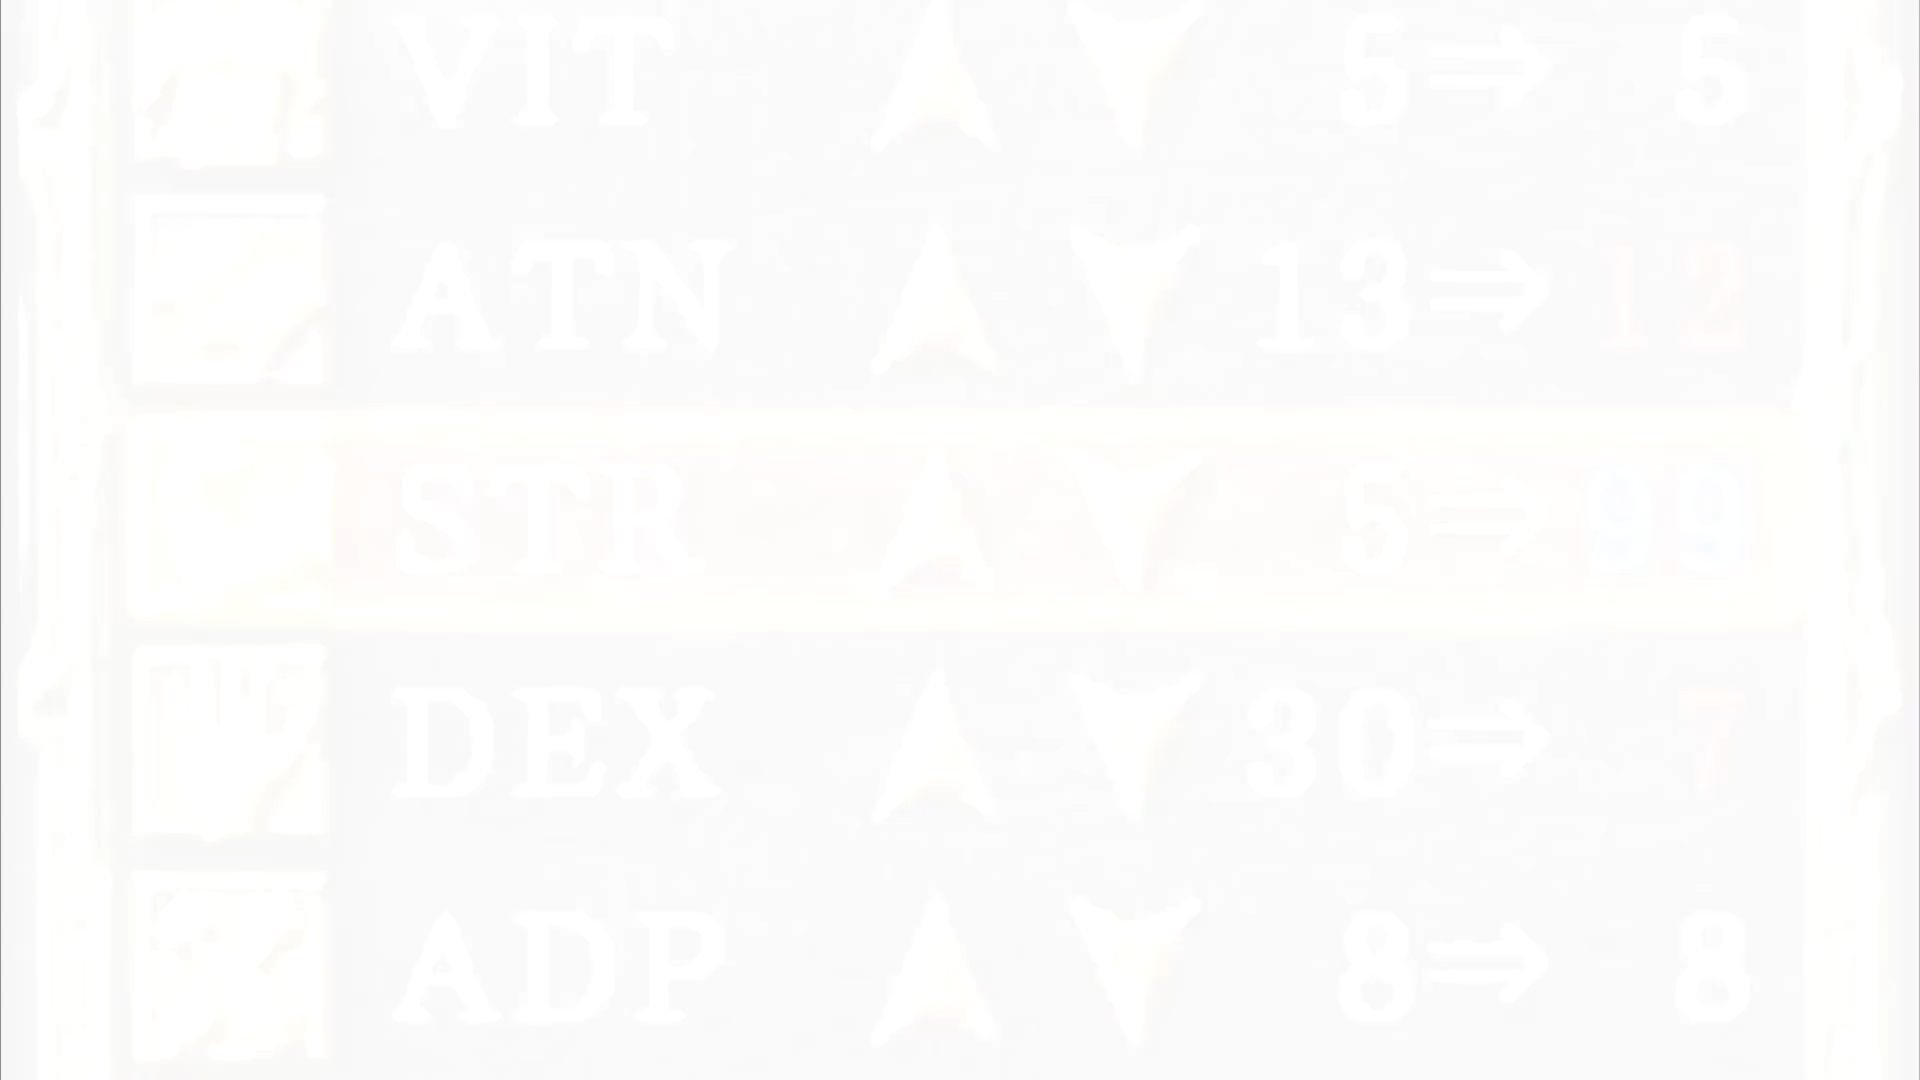 VIT 5⇒ 5
ATN 13⇒ 12
STR 5⇒ 99
DEX 30⇒ 7
ADP 8⇒ 8